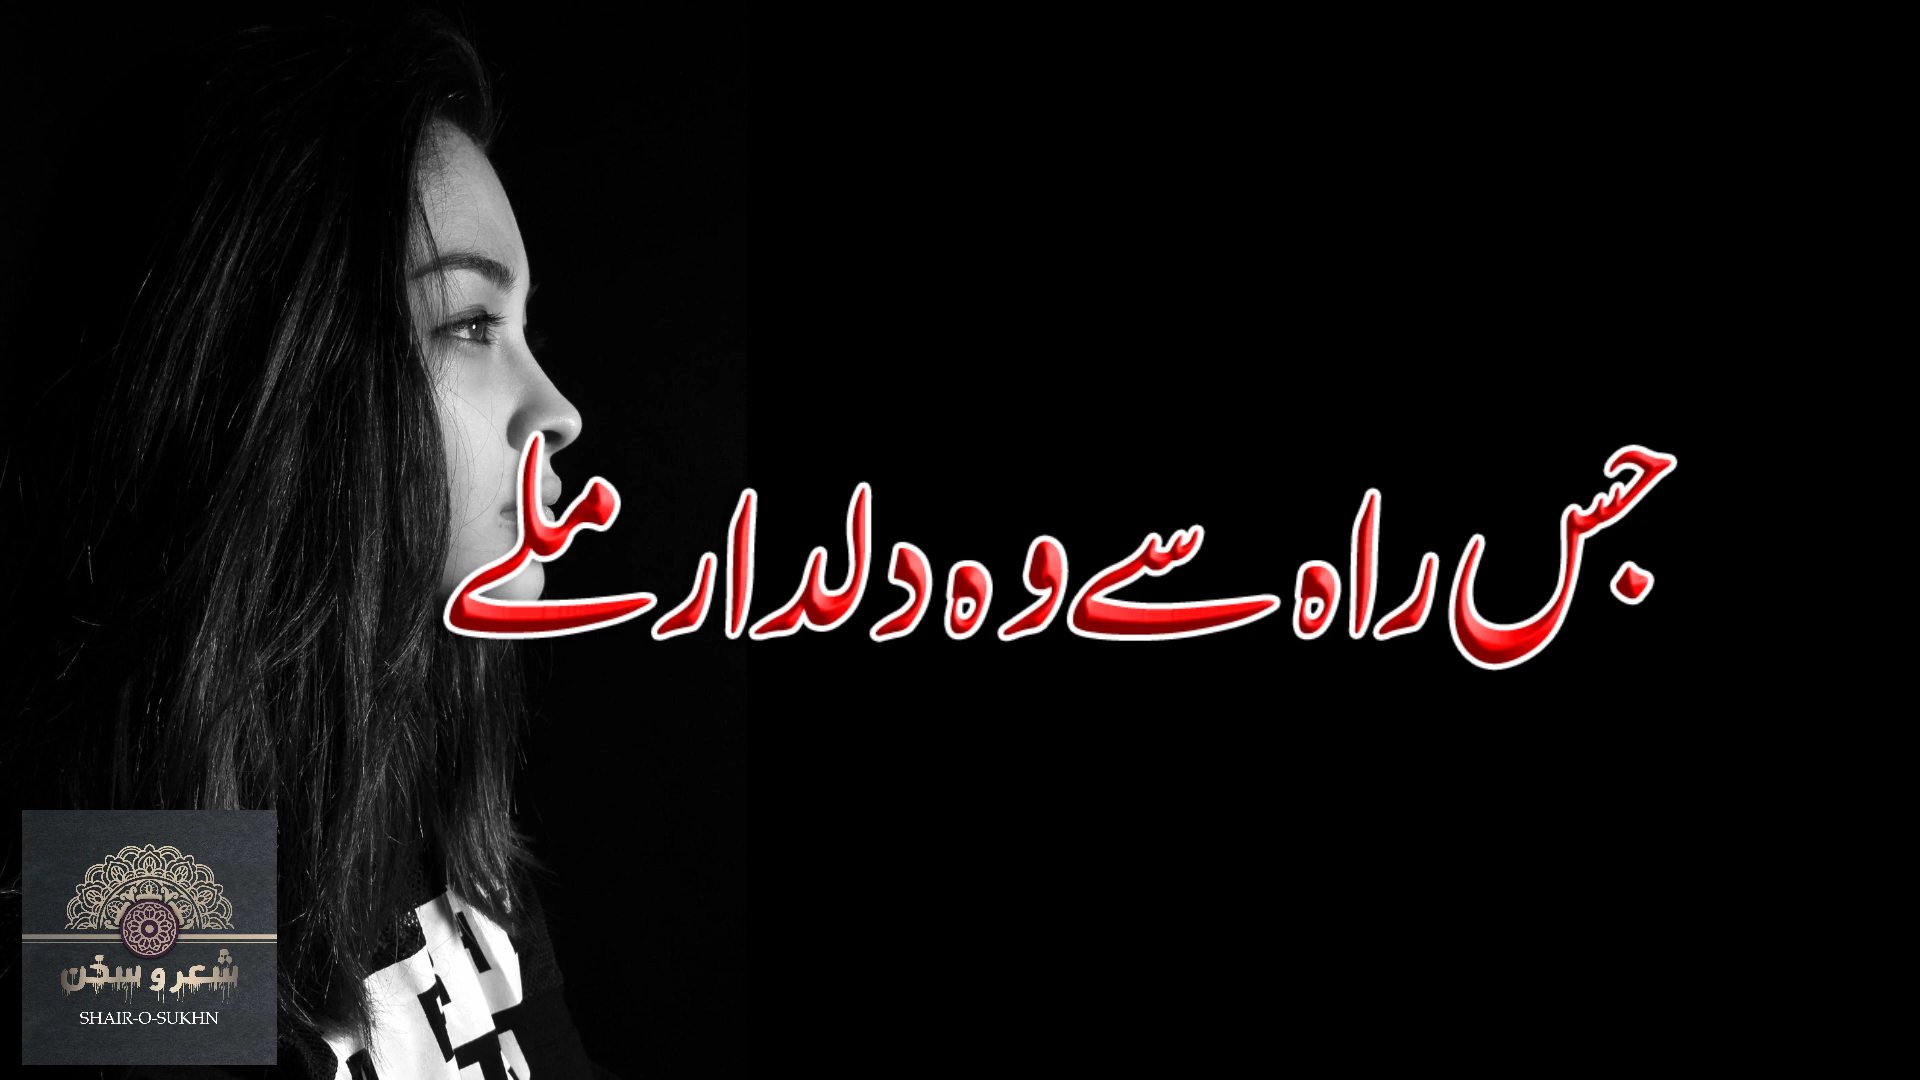 جس راہ سے وہ دلدار ملے
شعر و سخن
SHAIR-O-SUKHN